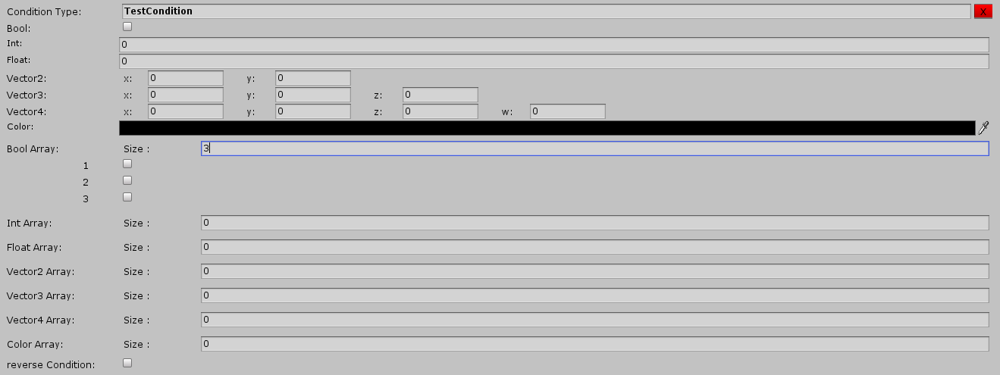 Condition Type: TestCondition X
Bool:
Int: 0
Float: 0
Vector2: x: 0 y: 0
Vector3: x: 0 y: 0 z: 0
Vector4: x: 0 y: 0 z: 0 w: 0
Color:
Bool Array: Size : 3
1
2
3
Int Array: Size : 0
Float Array: Size : 0
Vector2 Array: Size : 0
Vector3 Array: Size : 0
Vector4 Array: Size : 0
Color Array: Size : 0
reverse Condition: